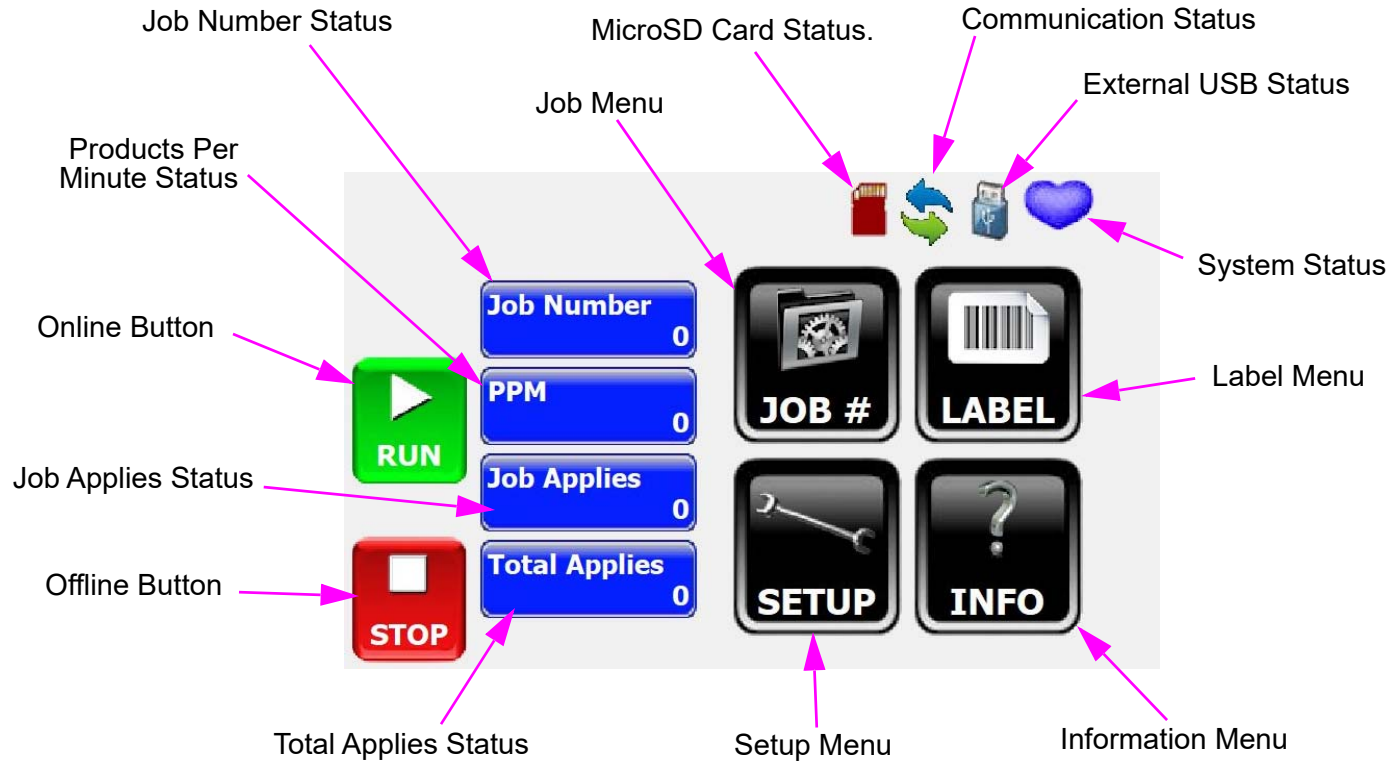 Job Number Status
MicroSD Card Status.
Communication Status
External USB Status
Job Menu
Products Per
Minute Status
System Status
Job Number
0
Online Button
Label Menu
PPM
0
JOB #
LABEL
RUN
Job Applies Status
Job Applies
0
Total Applies
0
Offline Button
SETUP
INFO
STOP
Total Applies Status
Setup Menu
Information Menu